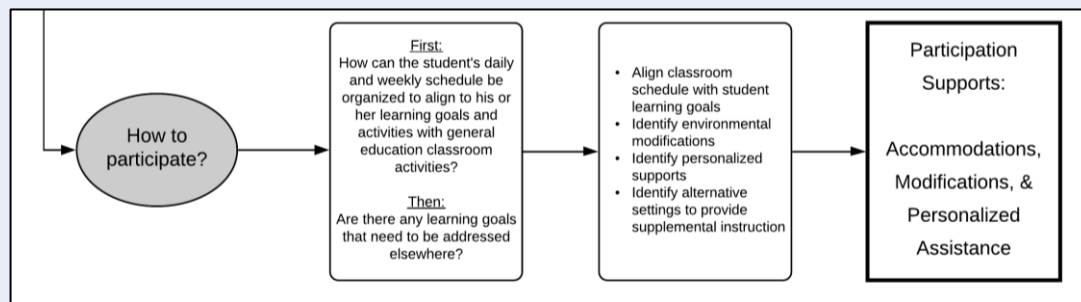 How to
participate?
First:
How can the student's daily
and weekly schedule be
organized to align to his or
her learning goals and
activities with general
education classroom
activities?
Then:
Are there any learning goals
that need to be addressed
elsewhere?
• Align classroom
schedule with student
learning goals
• Identify environmental
modifications
• Identify personalized
supports
• Identify alternative
settings to provide
supplemental instruction
Participation
Supports:
Accommodations,
Modifications, &
Personalized
Assistance